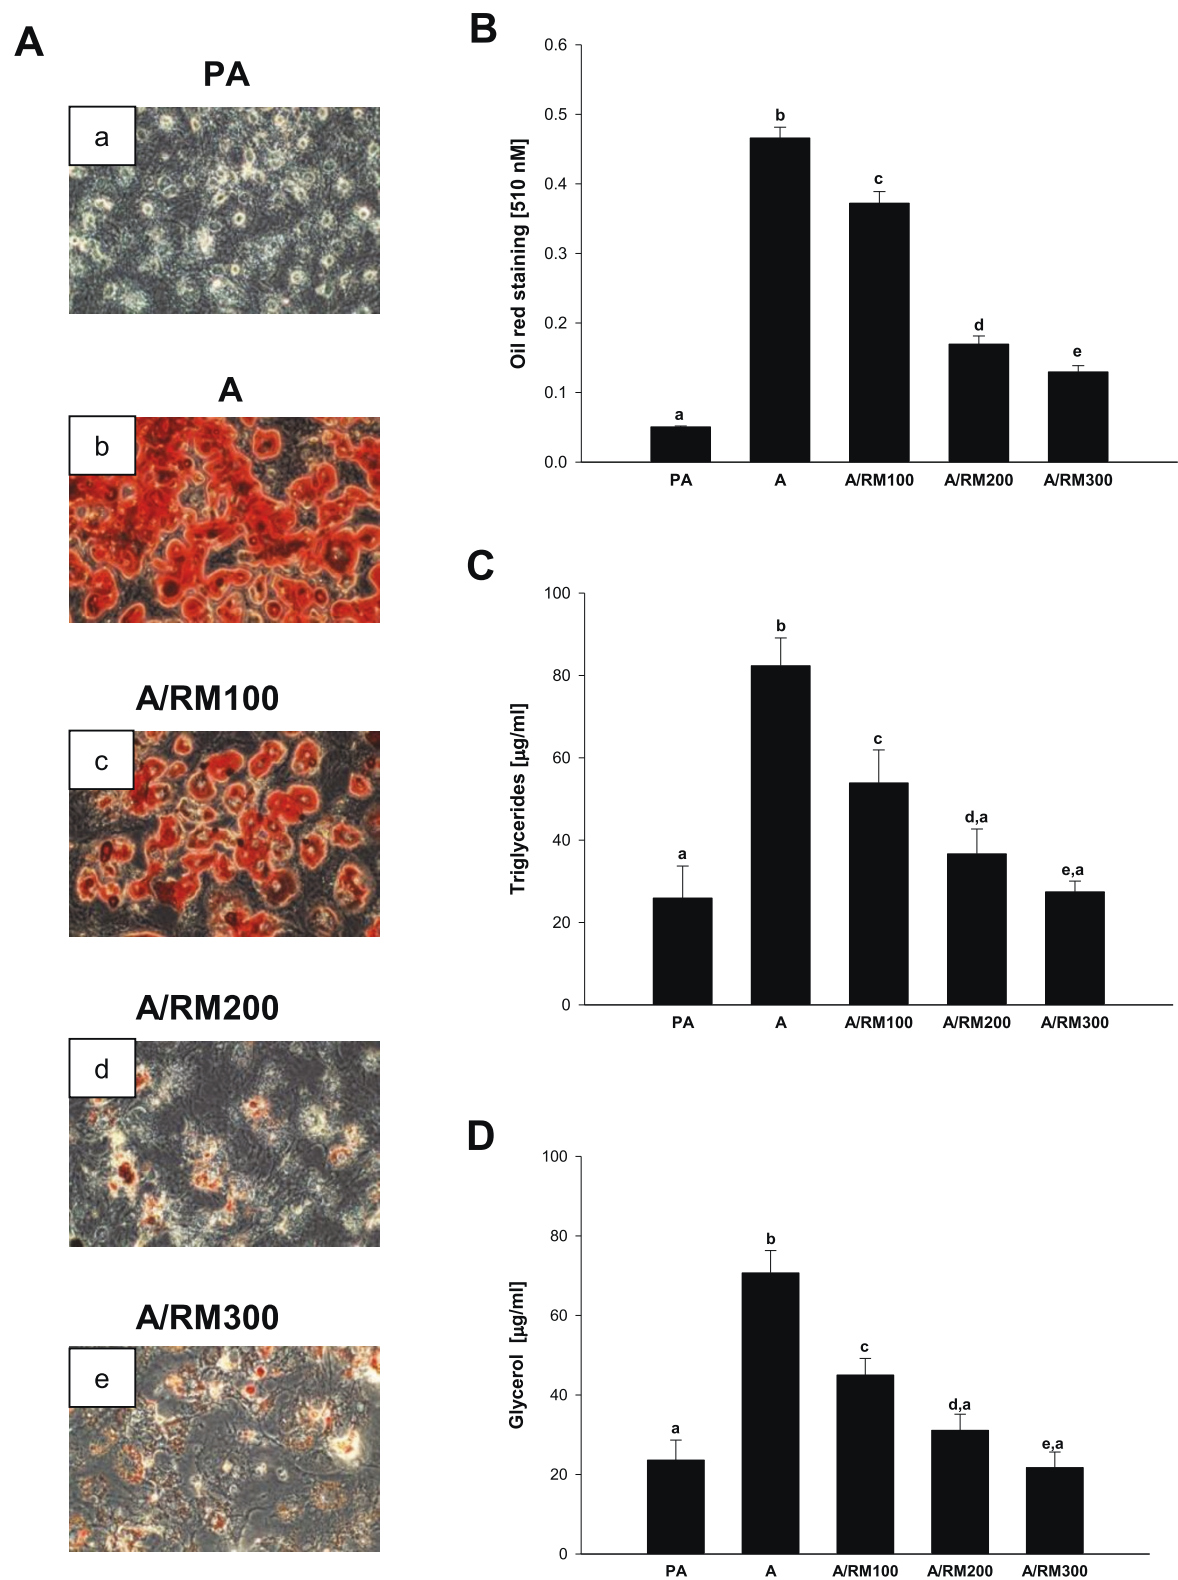 A
PA
a
A
b
A/RM100
c
A/RM200
d
A/RM300
e
B
Oil red staining [510 nM]
0.6
0.5
0.4
0.3
0.2
0.1
0.0
a
b
c
d
e
PA A A/RM100 A/RM200 A/RM300
C
Triglycerides [µg/ml]
100
80
60
40
20
0
a
b
c
d,a
e,a
PA A A/RM100 A/RM200 A/RM300
D
Glycerol [µg/ml]
100
80
60
40
20
0
a
b
c
d,a
e,a
PA A A/RM100 A/RM200 A/RM300